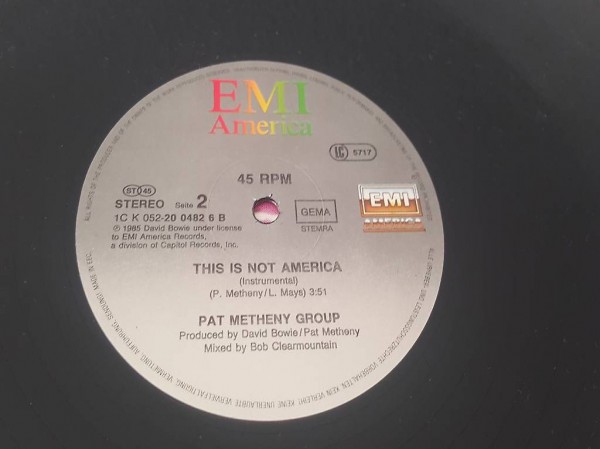 EMI
America
LC 5717
45 RPM
ST 45
STEREO Seite 2
1C K 052-20 0482 6 B
℗ 1985 David Bowie under license
to EMI America Records,
a division of Capitol Records, Inc.
GEMA
STEMRA
EMI
AMERICA
THIS IS NOT AMERICA
(Instrumental)
(P. Metheny/L. Mays) 3:51
PAT METHENY GROUP
Produced by David Bowie/Pat Metheny
Mixed by Bob Clearmountain